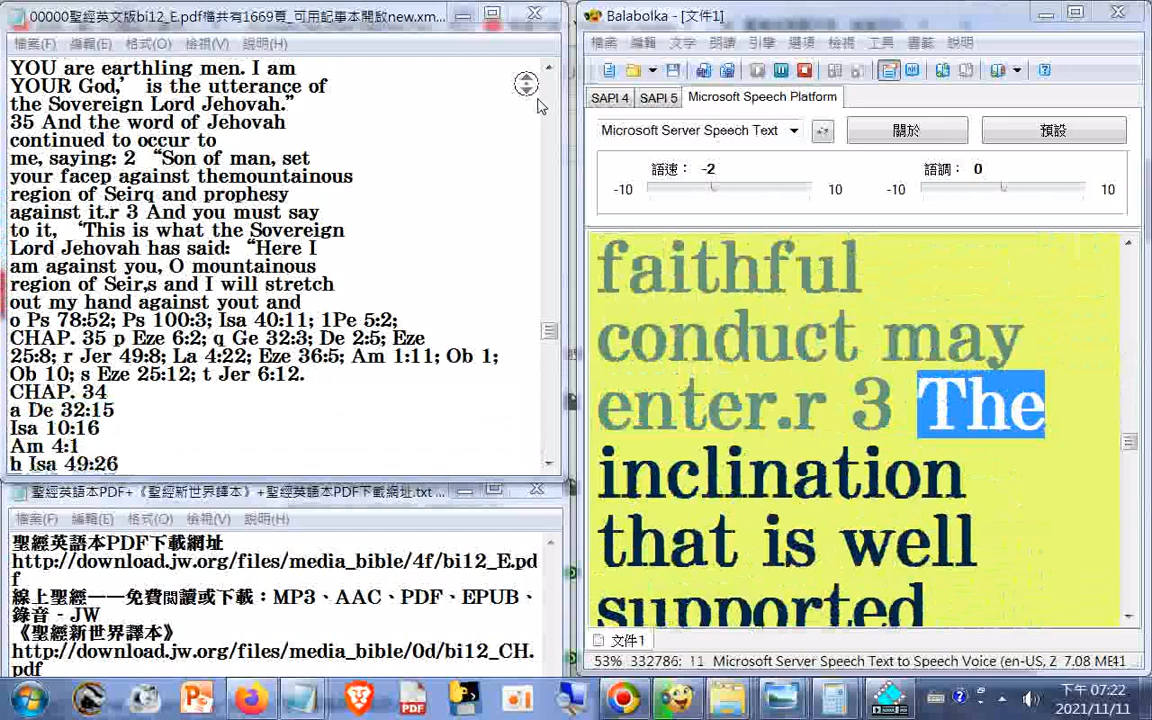 00000聖經英文版bi12_E.pdf檔共有1669頁_可用記事本開啟new.xm...
檔案(F) 編輯(E) 格式(O) 檢視(V) 說明(H)
YOU are earthling men. I am
YOUR God,’ is the utterance of
the Sovereign Lord Jehovah.”
35 And the word of Jehovah
continued to occur to
me, saying: 2 “Son of man, set
your facep against themountainous
region of Seirq and prophesy
against it.r 3 And you must say
to it, ‘This is what the Sovereign
Lord Jehovah has said: “Here I
am against you, O mountainous
region of Seir,s and I will stretch
out my hand against yout and
o Ps 78:52; Ps 100:3; Isa 40:11; 1Pe 5:2;
CHAP. 35 p Eze 6:2; q Ge 32:3; De 2:5; Eze
25:8; r Jer 49:8; La 4:22; Eze 36:5; Am 1:11; Ob 1;
Ob 10; s Eze 25:12; t Jer 6:12.
CHAP. 34
a De 32:15
Isa 10:16
Am 4:1
h Isa 49:26
聖經英語本PDF+《聖經新世界譯本》+聖經英語本PDF下載網址.txt ...
檔案(F) 編輯(E) 格式(O) 檢視(V) 說明(H)
聖經英語本PDF下載網址
http://download.jw.org/files/media_bible/4f/bi12_E.pd
f
線上聖經——免費閱讀或下載：MP3、AAC、PDF、EPUB、
錄音 - JW
《聖經新世界譯本》
http://download.jw.org/files/media_bible/0d/bi12_CH.
pdf
Balabolka - [文件1]
檔案 編輯 文字 朗讀 引擎 選項 檢視 工具 書籤 說明
SAPI 4 SAPI 5 Microsoft Speech Platform
Microsoft Server Speech Text 關於 預設
語速： -2 語調： 0
-10 10 -10 10
faithful
conduct may
enter.r 3 The
inclination
that is well
supported
文件1
53% 332786: 11 Microsoft Server Speech Text to Speech Voice (en-US, Z 7.08 MB
下午 07:22
2021/11/11